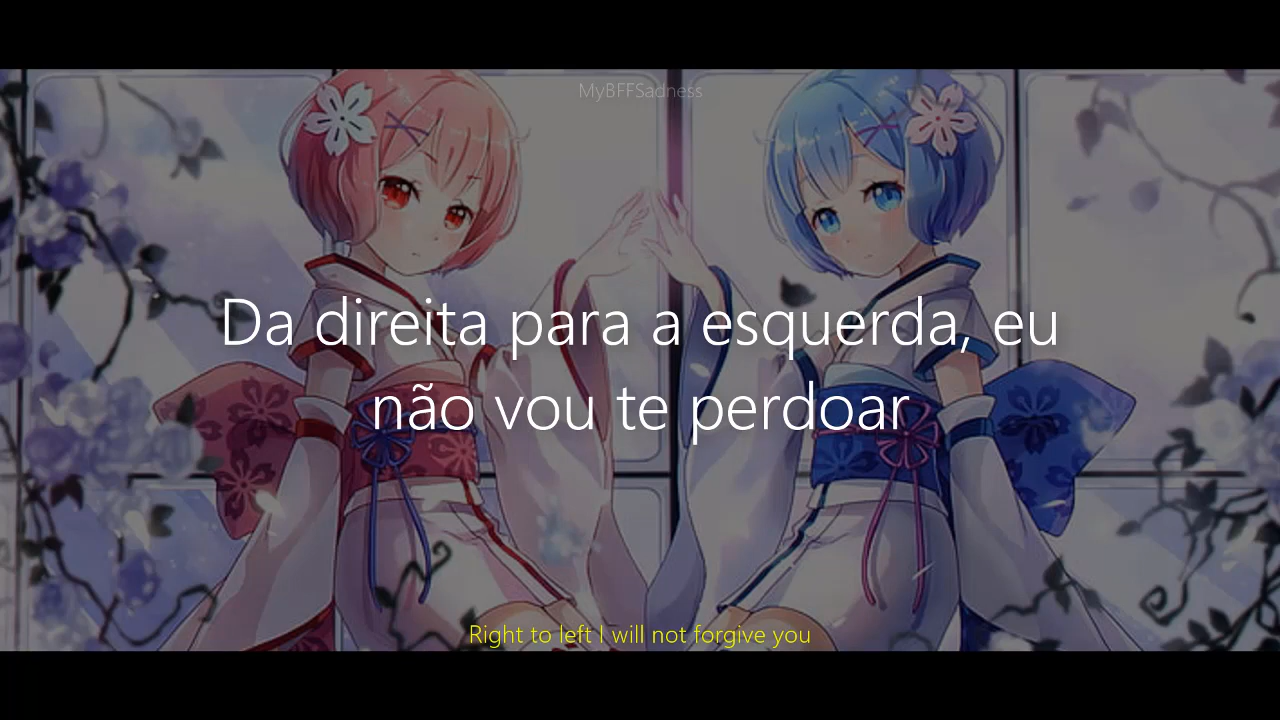 MyBFFSadness
Da direita para a esquerda, eu
não vou te perdoar
Right to left I will not forgive you